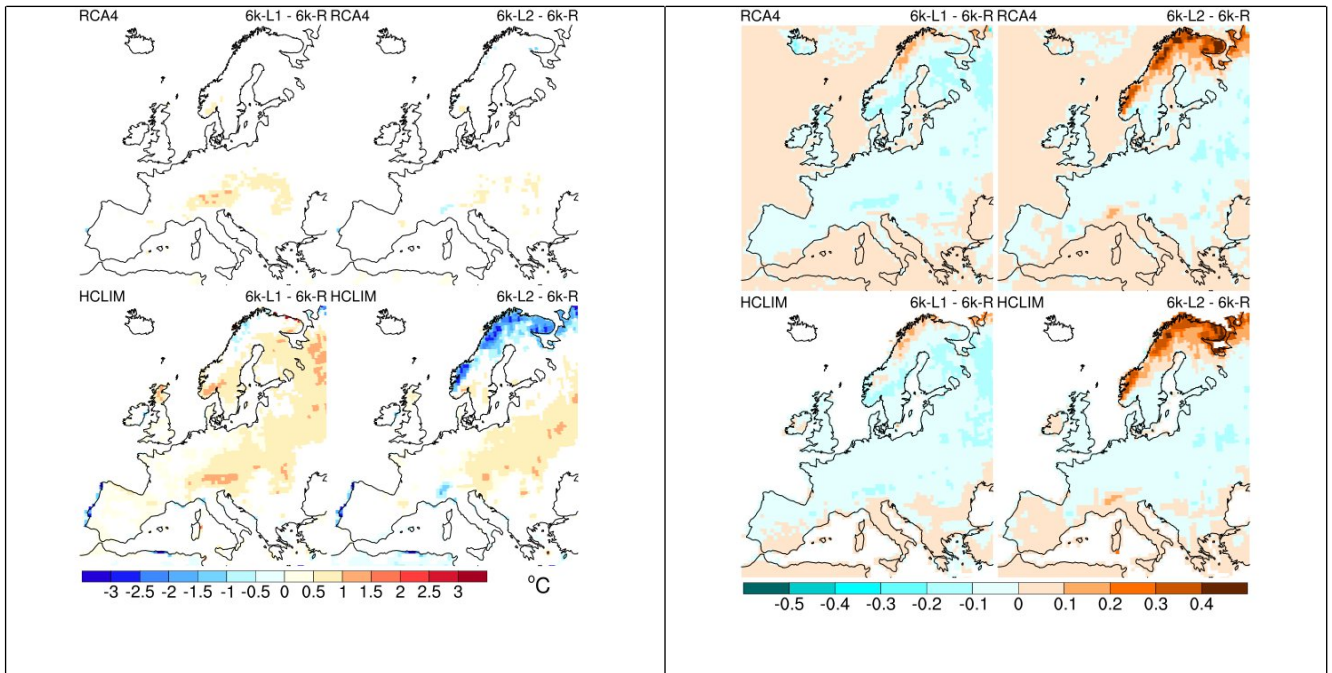 RCA4 6k-L1 - 6k-R RCA4 6k-L2 - 6k-R
HCLIM 6k-L1 - 6k-R HCLIM 6k-L2 - 6k-R
-3 -2.5 -2 -1.5 -1 -0.5 0 0.5 1 1.5 2 2.5 3 °C
RCA4 6k-L1 - 6k-R RCA4 6k-L2 - 6k-R
HCLIM 6k-L1 - 6k-R HCLIM 6k-L2 - 6k-R
-0.5 -0.4 -0.3 -0.2 -0.1 0 0.1 0.2 0.3 0.4